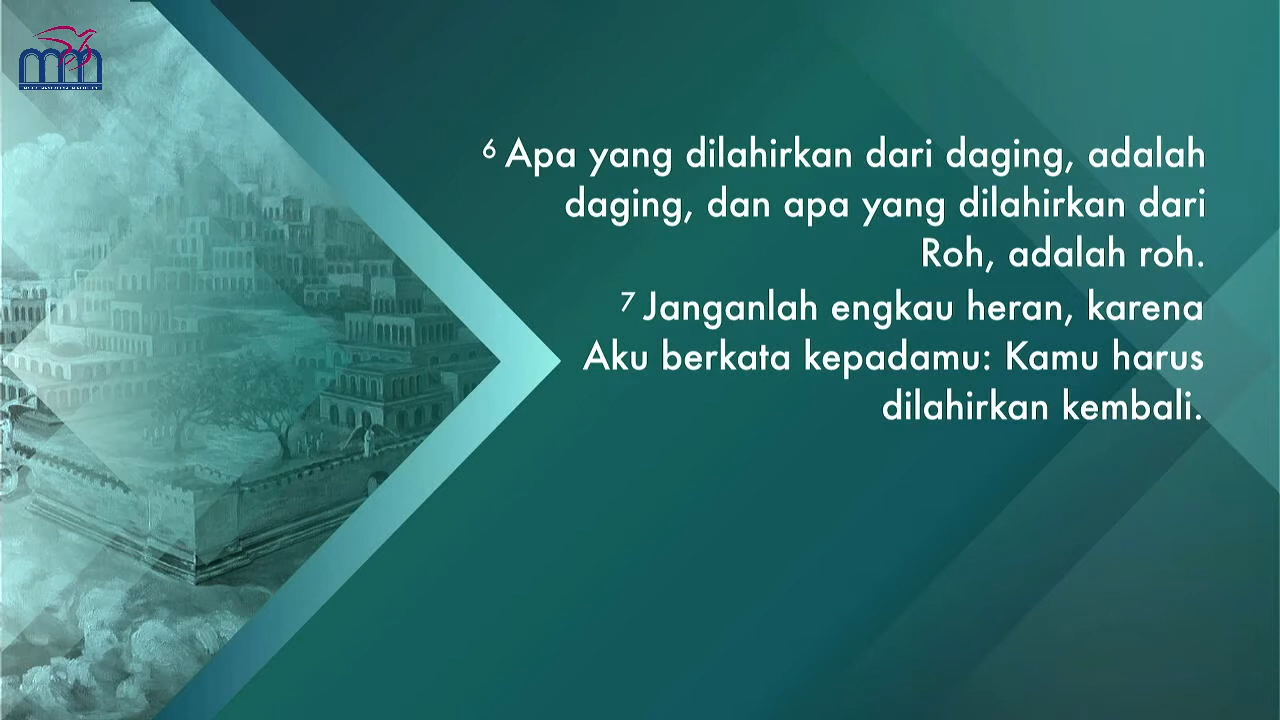 6 Apa yang dilahirkan dari daging, adalah
daging, dan apa yang dilahirkan dari
Roh, adalah roh.
7 Janganlah engkau heran, karena
Aku berkata kepadamu: Kamu harus
dilahirkan kembali.